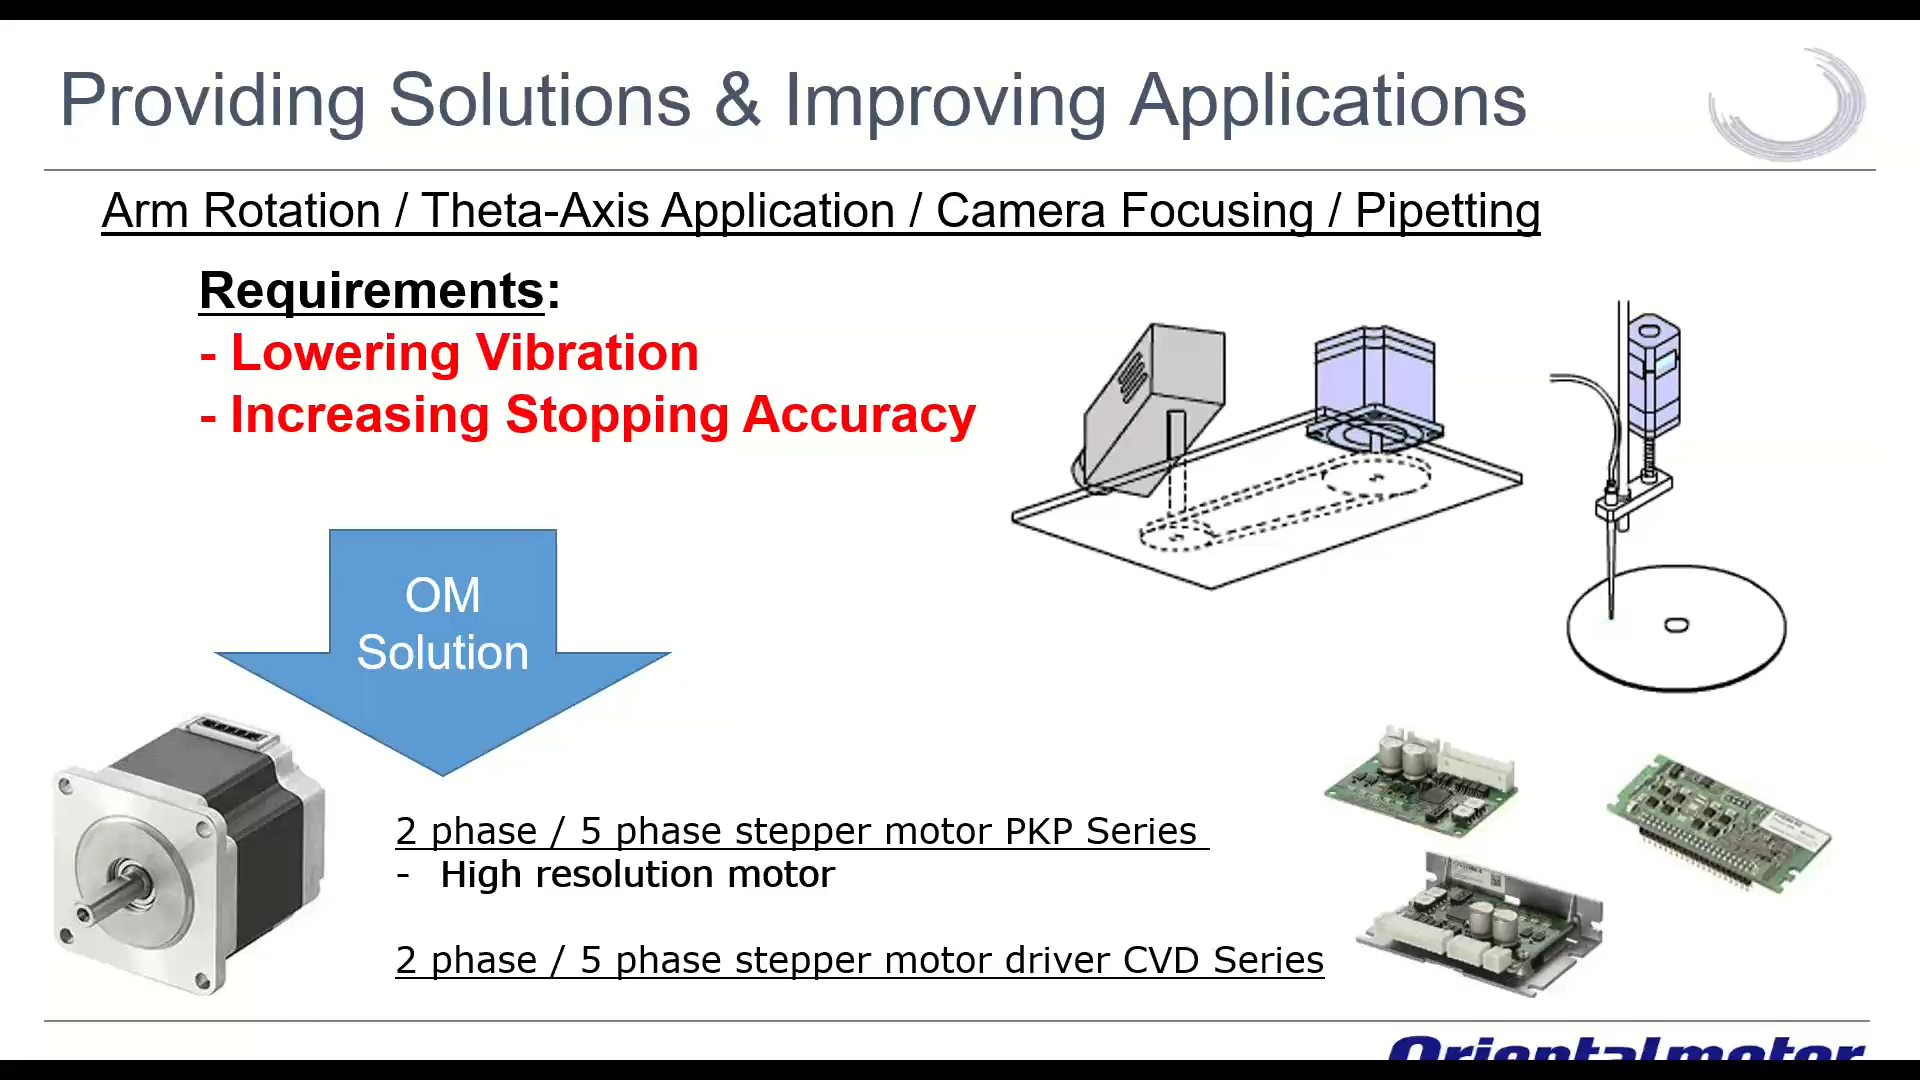 Providing Solutions & Improving Applications
Arm Rotation / Theta-Axis Application / Camera Focusing / Pipetting
Requirements:
- Lowering Vibration
- Increasing Stopping Accuracy
OM
Solution
2 phase / 5 phase stepper motor PKP Series
- High resolution motor
2 phase / 5 phase stepper motor driver CVD Series
Orientalmotor